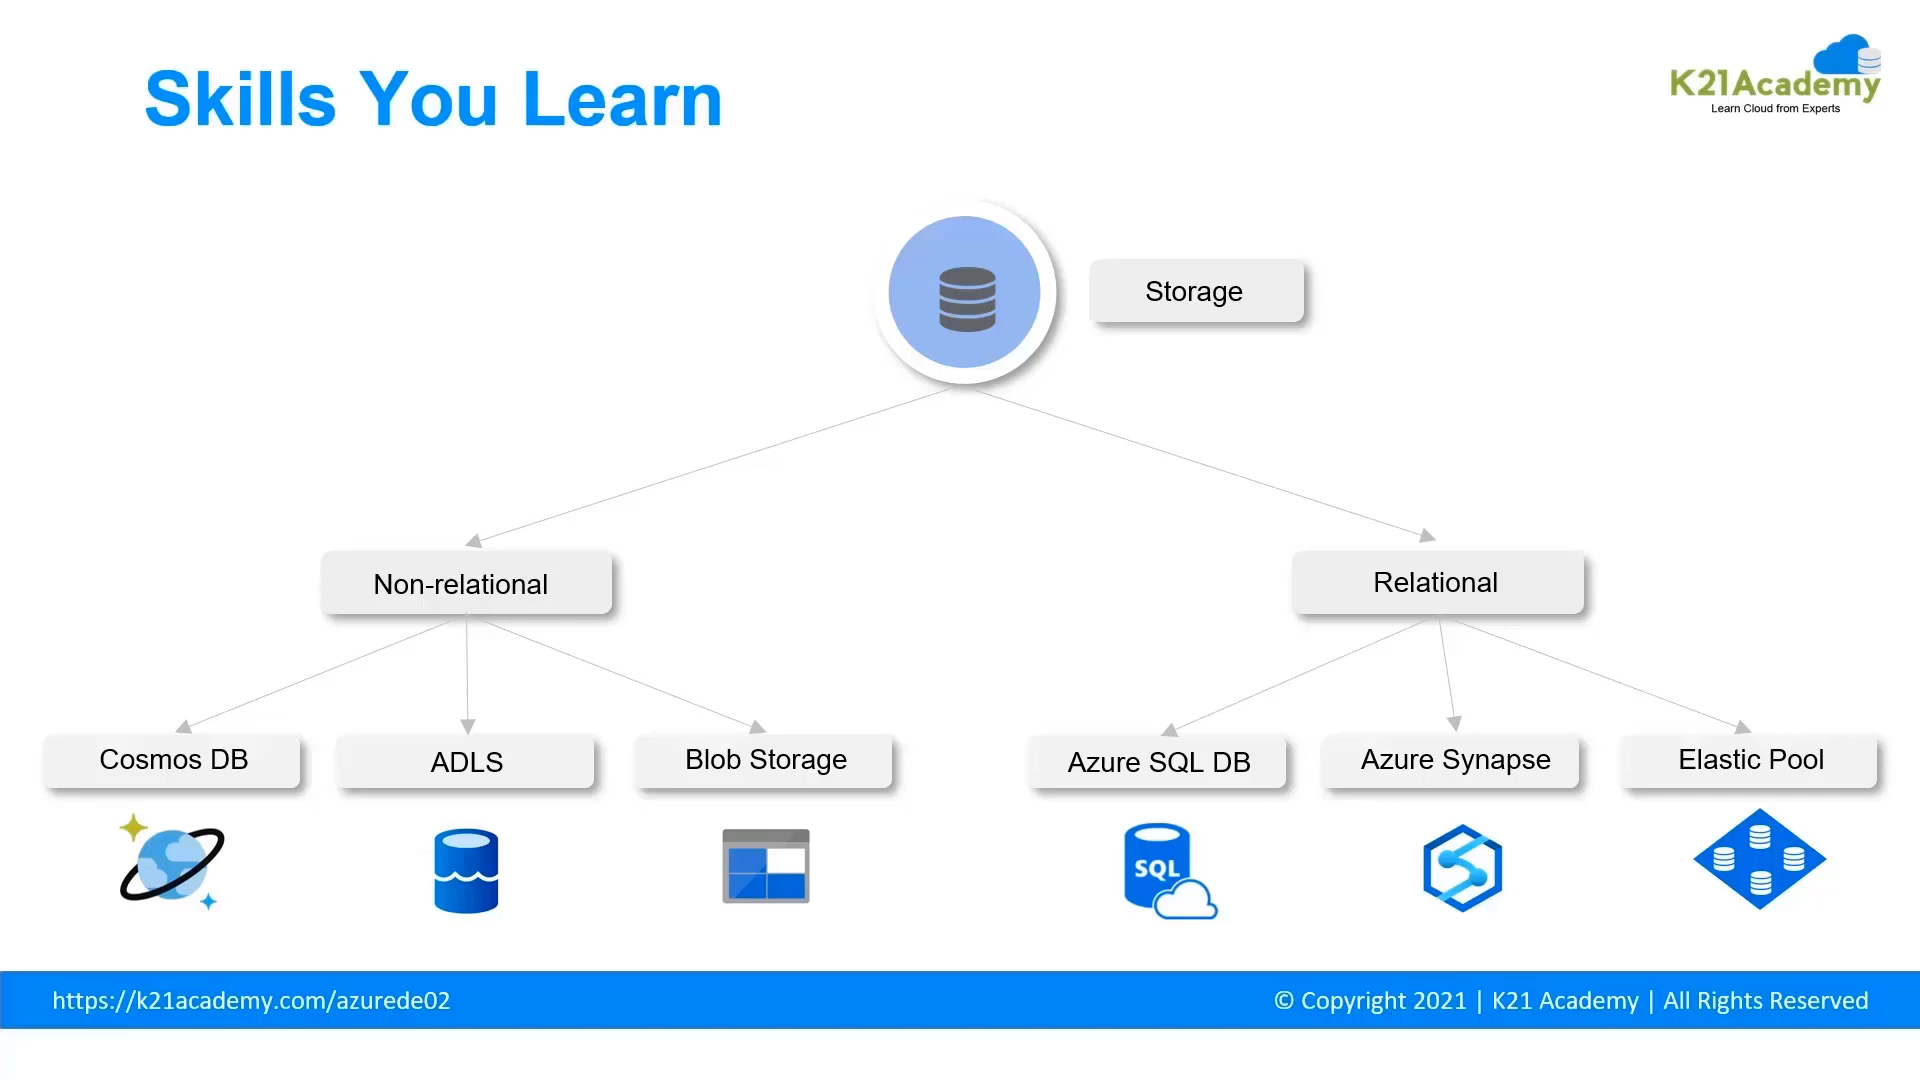 Skills You Learn
K21Academy
Learn Cloud from Experts
Storage
Non-relational
Relational
Cosmos DB
ADLS
Blob Storage
Azure SQL DB
Azure Synapse
Elastic Pool
SQL
https://k21academy.com/azurede02
© Copyright 2021 | K21 Academy | All Rights Reserved